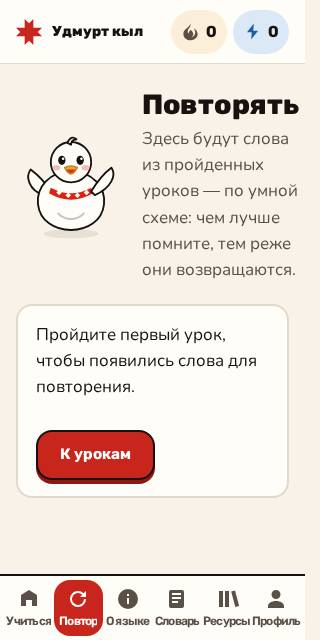 Удмурт кыл
0
0
Повторять
Здесь будут слова
из пройденных
уроков — по умной
схеме: чем лучше
помните, тем реже
они возвращаются.
Пройдите первый урок,
чтобы появились слова для
повторения.
К урокам
Учиться
Повтор
О языке
Словарь
Ресурсы
Профиль